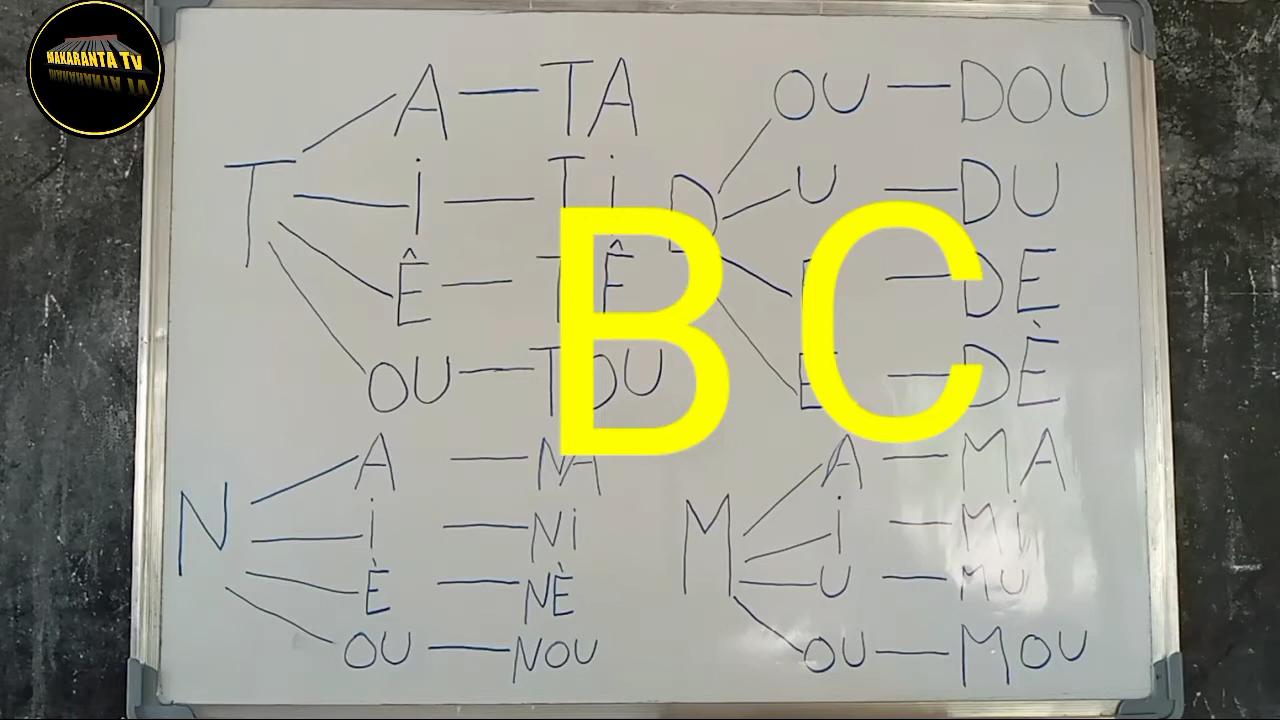 MAKARANTA TV
A — TA
T i — Ti
Ê — TÊ
OU — TOU
OU — DOU
D U — DU
E — DE
E — DÈ
A — NA
N i — Ni
È — NÈ
OU — NOU
A — MA
M i — Mi
U — MU
OU — MOU
B C